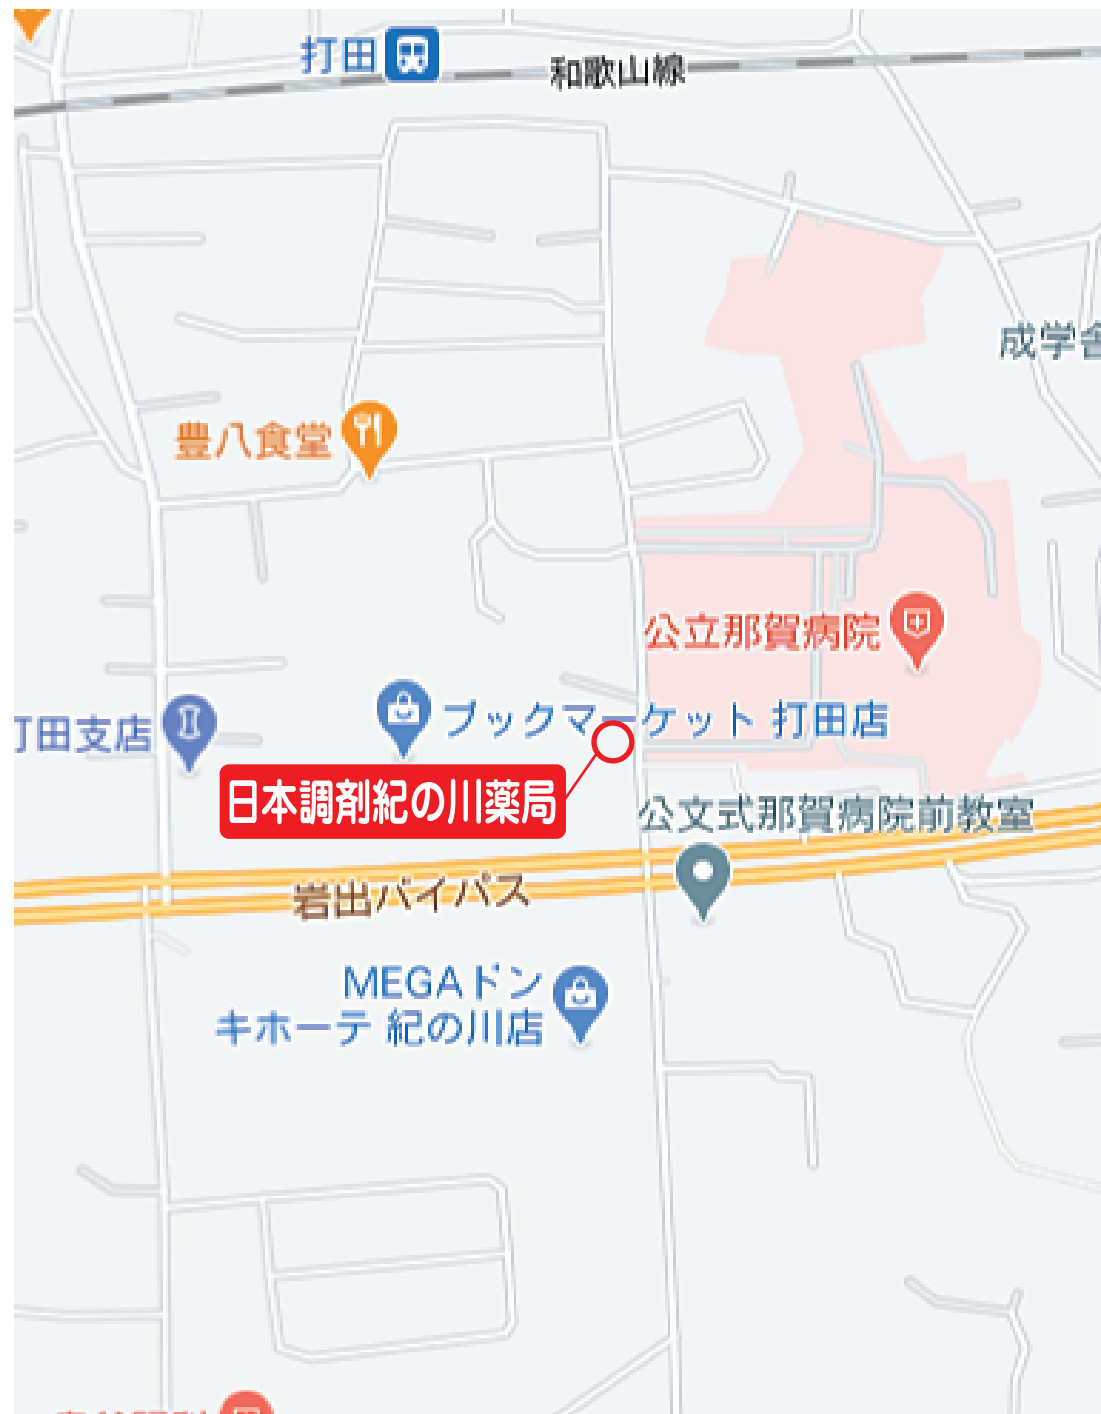 打田
和歌山線
成学舎
豊八食堂
公立那賀病院
ブックマーケット 打田店
打田支店
日本調剤紀の川薬局
公文式那賀病院前教室
岩出バイパス
MEGAドン
キホーテ 紀の川店